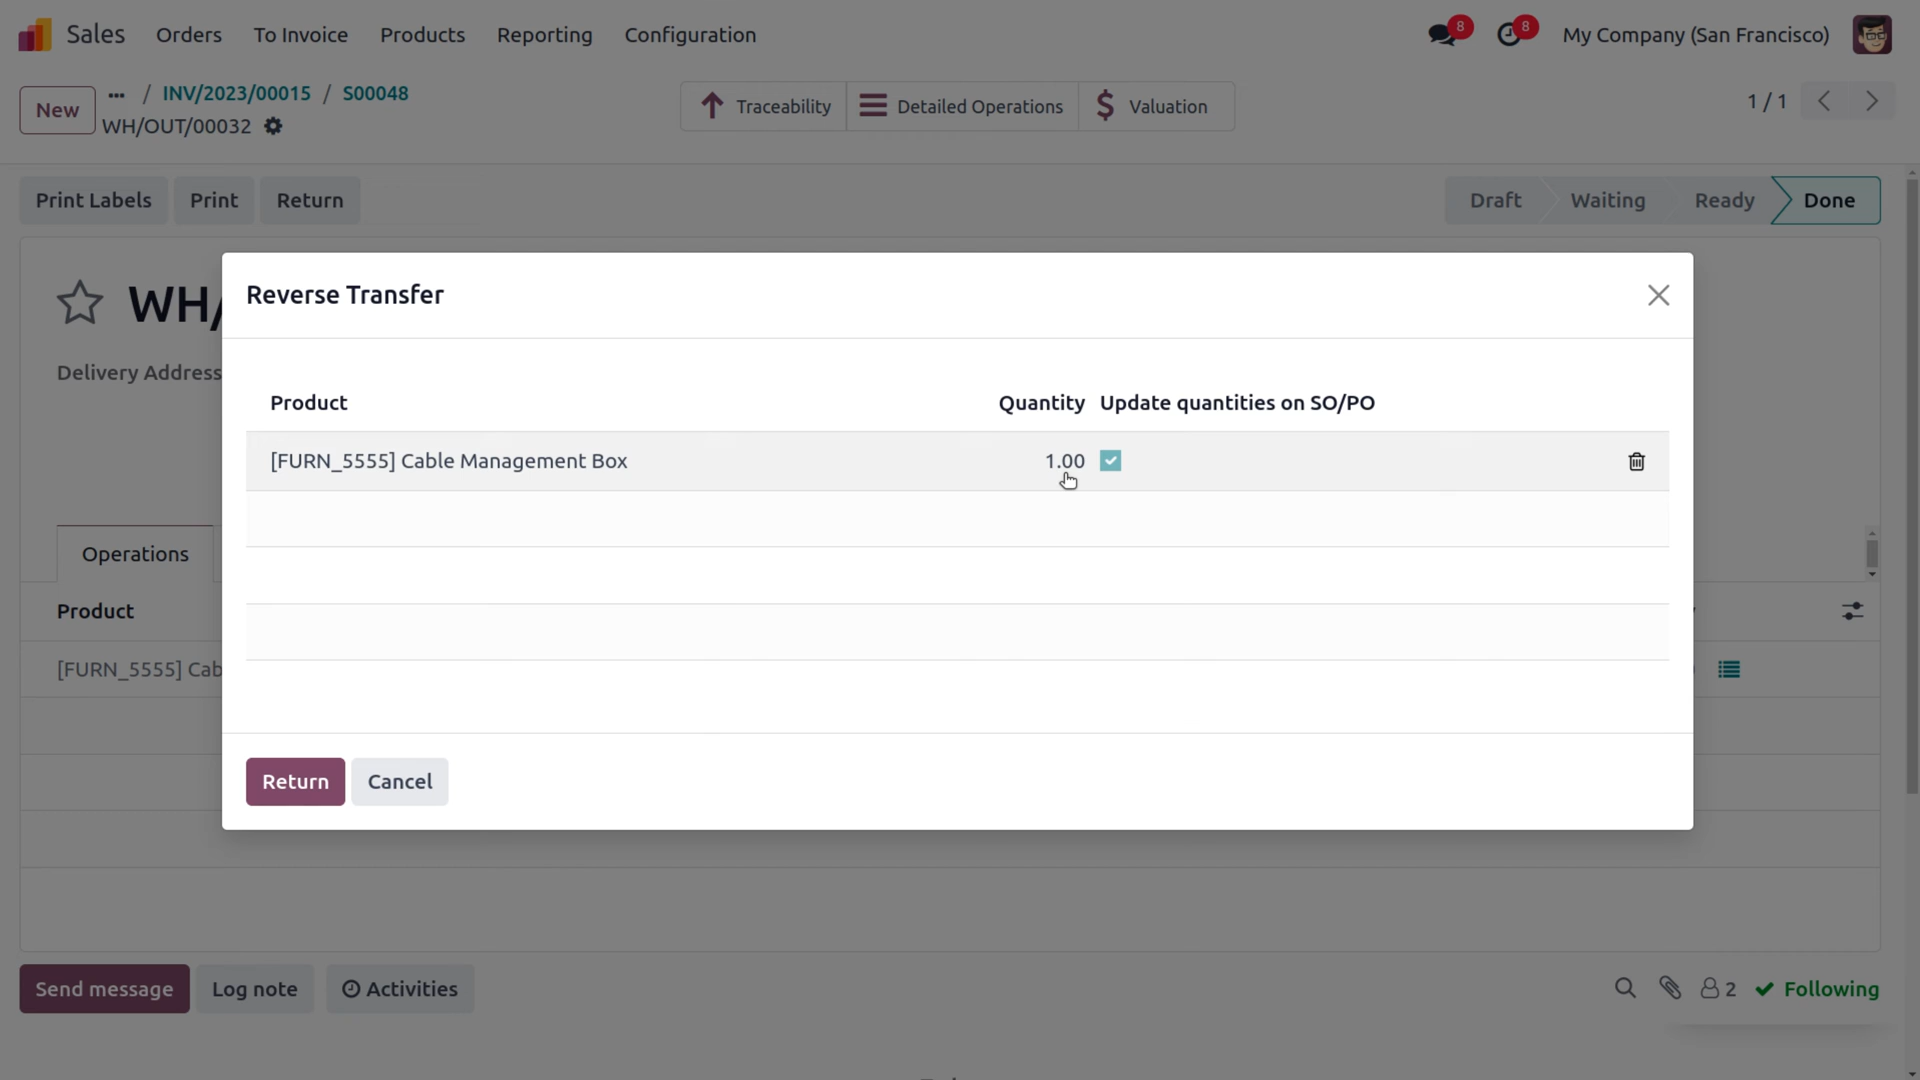 Sales Orders To Invoice Products Reporting Configuration 8 8 My Company (San Francisco)
New ... / INV/2023/00015 / S00048
WH/OUT/00032
Traceability Detailed Operations Valuation 1 / 1
Print Labels Print Return Draft Waiting Ready Done
WH/
Delivery Address
Reverse Transfer
Product Quantity Update quantities on SO/PO
[FURN_5555] Cable Management Box 1.00
Return Cancel
Operations
Product
[FURN_5555] Cab
Send message Log note Activities 2 Following